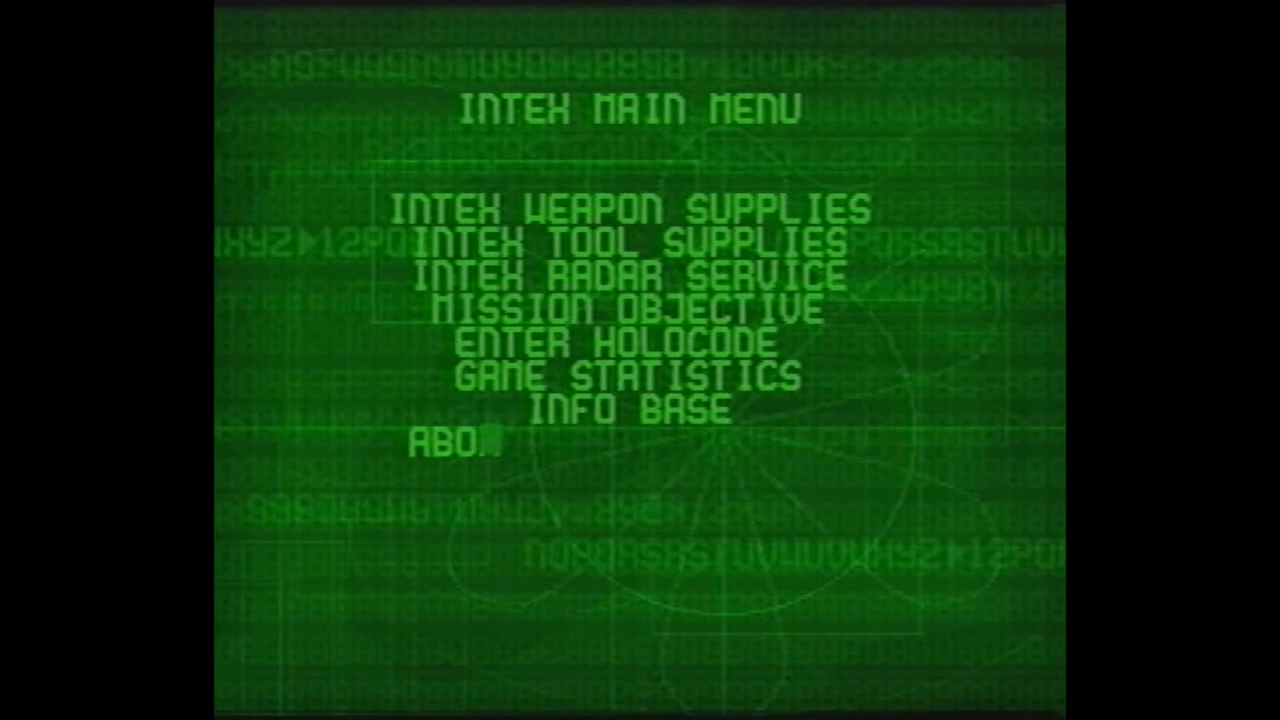 INTEX MAIN MENU
INTEX WEAPON SUPPLIES
INTEX TOOL SUPPLIES
INTEX RADAR SERVICE
MISSION OBJECTIVE
ENTER HOLOCODE
GAME STATISTICS
INFO BASE
ABO